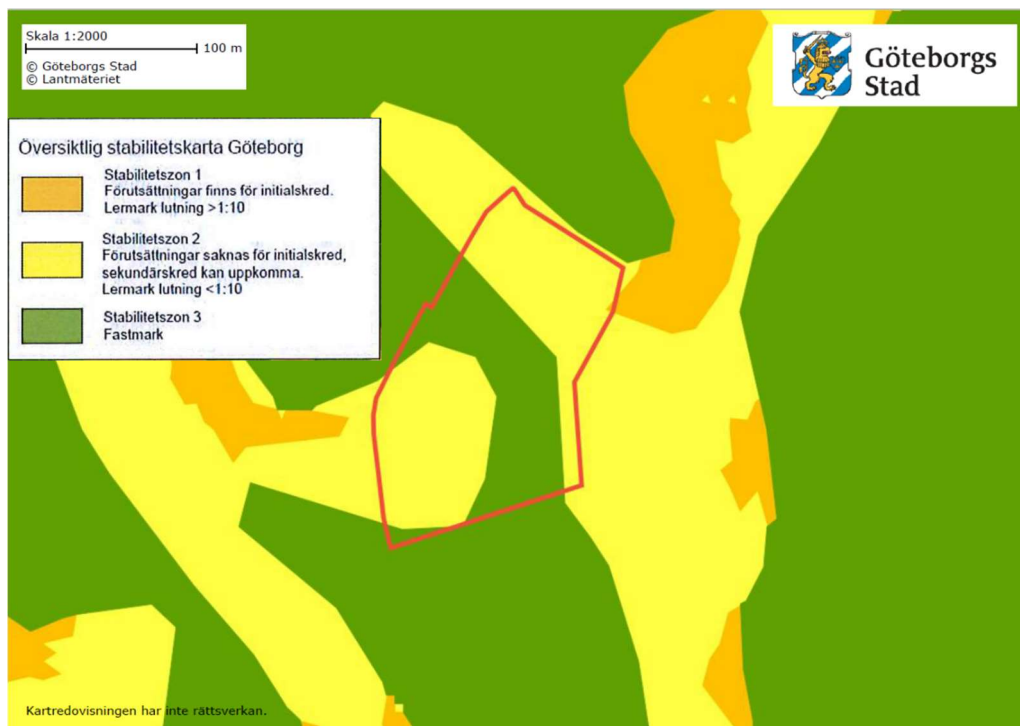 Skala 1:2000
100 m
© Göteborgs Stad
© Lantmäteriet
Göteborgs
Stad
Översiktlig stabilitetskarta Göteborg
Stabilitetszon 1
Förutsättningar finns för initialskred.
Lermark lutning >1:10
Stabilitetszon 2
Förutsättningar saknas för initialskred,
sekundärskred kan uppkomma.
Lermark lutning <1:10
Stabilitetszon 3
Fastmark
Kartredovisningen har inte rättsverkan.